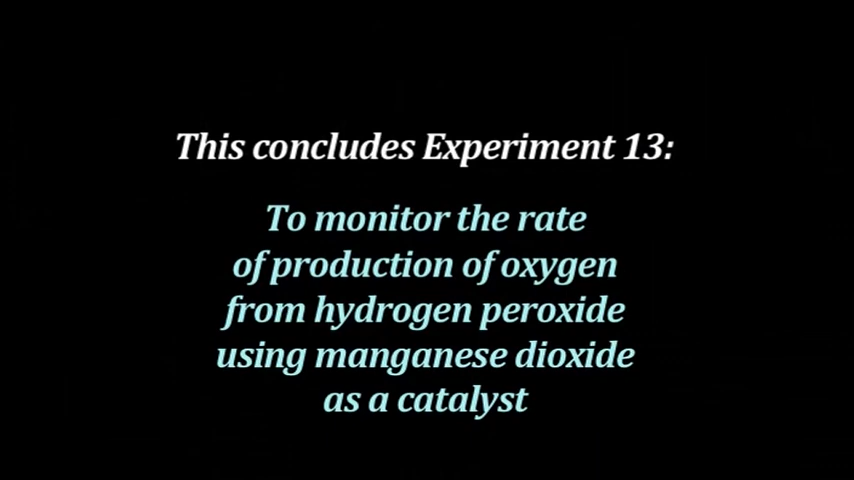 This concludes Experiment 13:
To monitor the rate
of production of oxygen
from hydrogen peroxide
using manganese dioxide
as a catalyst